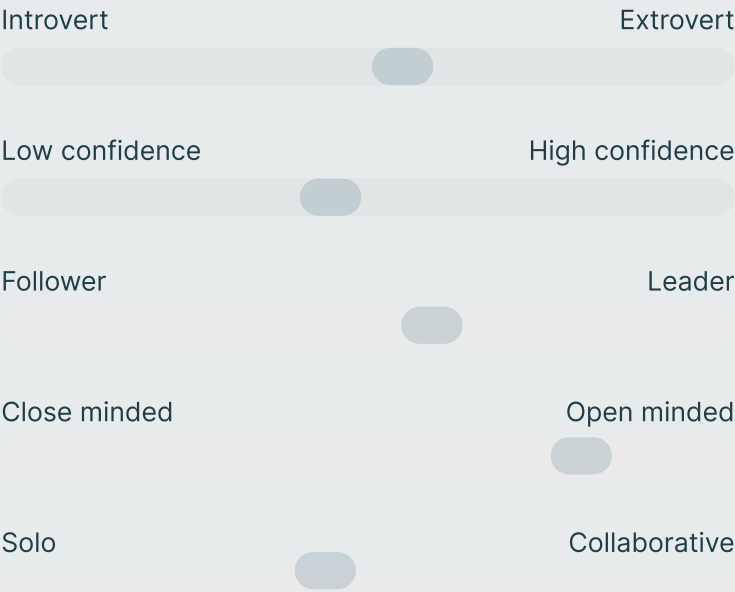 Introvert Extrovert
Low confidence High confidence
Follower Leader
Close minded Open minded
Solo Collaborative